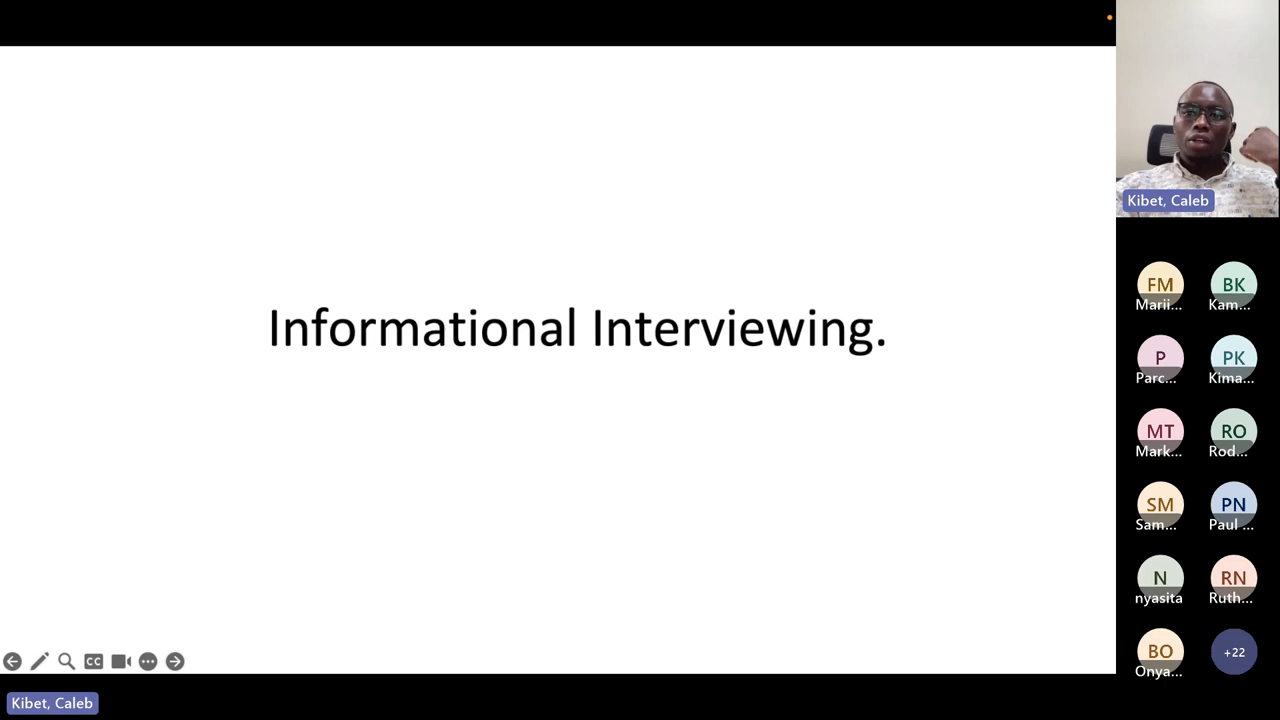 Informational Interviewing.
Kibet, Caleb
FM
Marii...
BK
Kam...
P
Parc...
PK
Kima...
MT
Mark...
RO
Rod...
SM
Sam...
PN
Paul ...
N
nyasita
RN
Ruth...
BO
Onya...
+22
CC
Kibet, Caleb